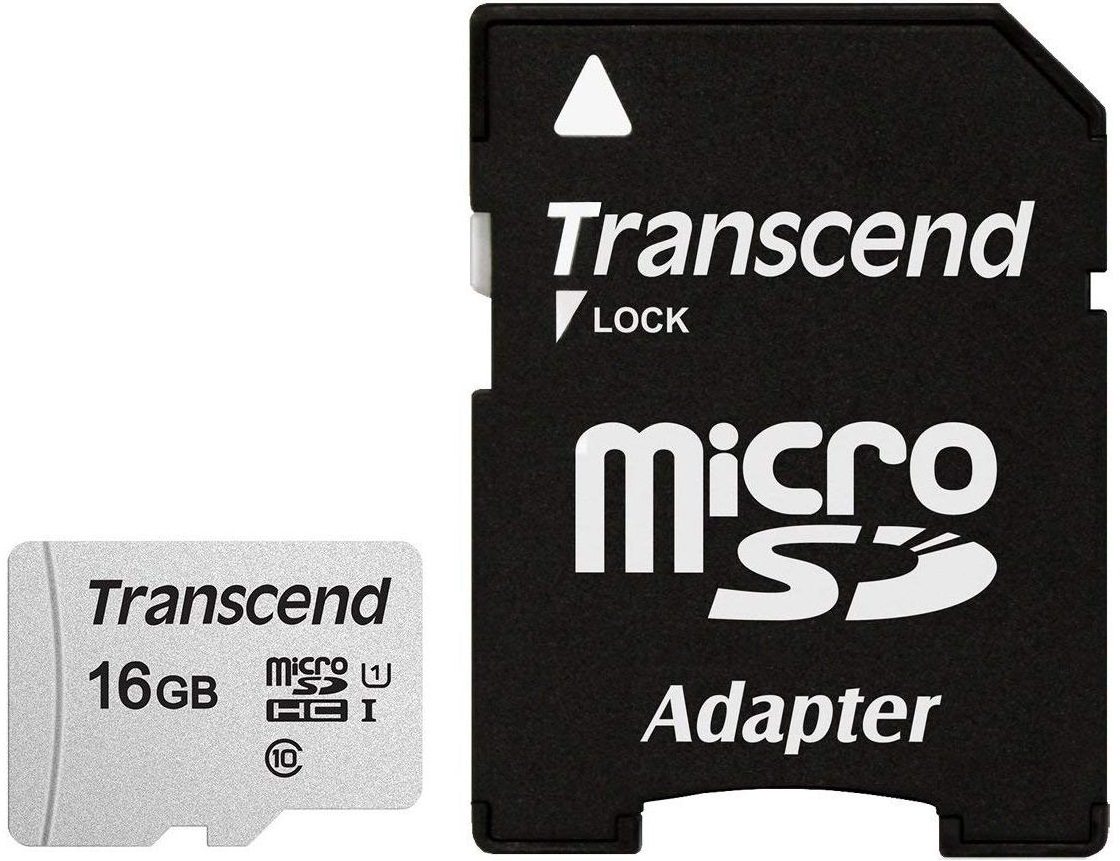 Transcend
LOCK
micro
SD
Adapter
Transcend
16GB
micro
SD
HC I
U1
10